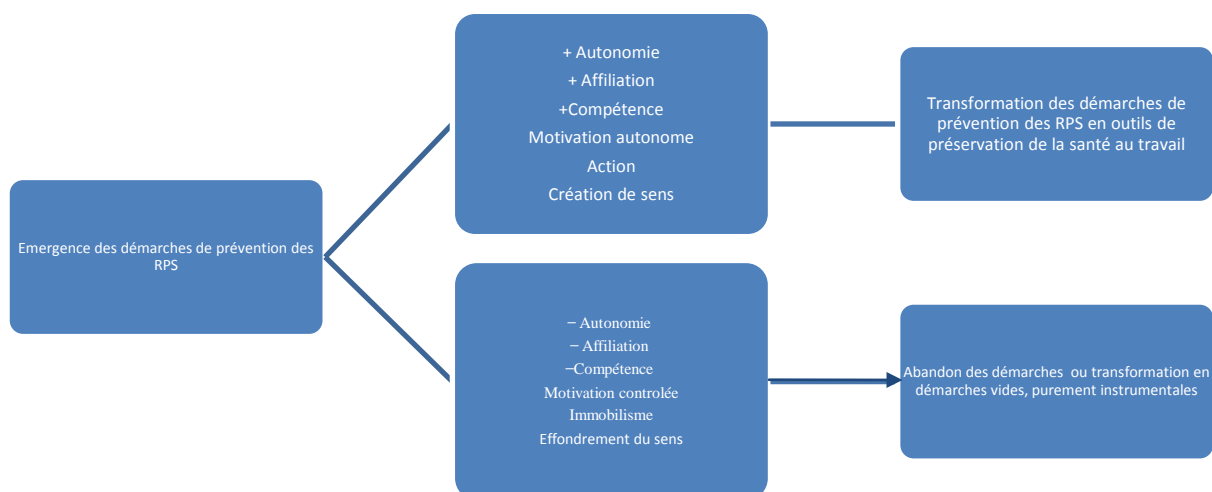 Emergence des démarches de prévention des
RPS
+ Autonomie
+ Affiliation
+Compétence
Motivation autonome
Action
Création de sens
Transformation des démarches de
prévention des RPS en outils de
préservation de la santé au travail
− Autonomie
− Affiliation
−Compétence
Motivation controlée
Immobilisme
Effondrement du sens
Abandon des démarches ou transformation en
démarches vides, purement instrumentales